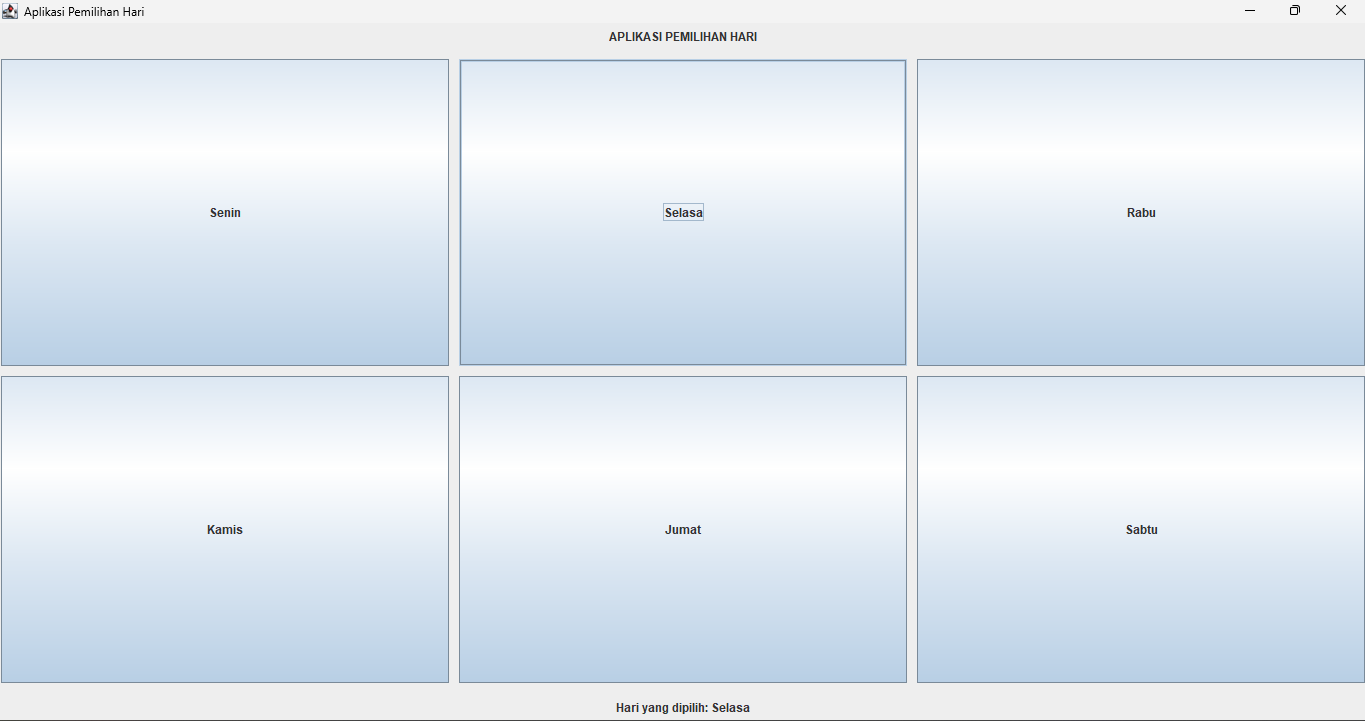 Aplikasi Pemilihan Hari
APLIKASI PEMILIHAN HARI
Senin
Selasa
Rabu
Kamis
Jumat
Sabtu
Hari yang dipilih: Selasa